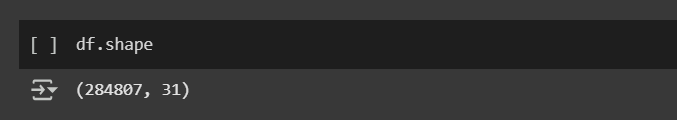 [ ] df.shape
(284807, 31)